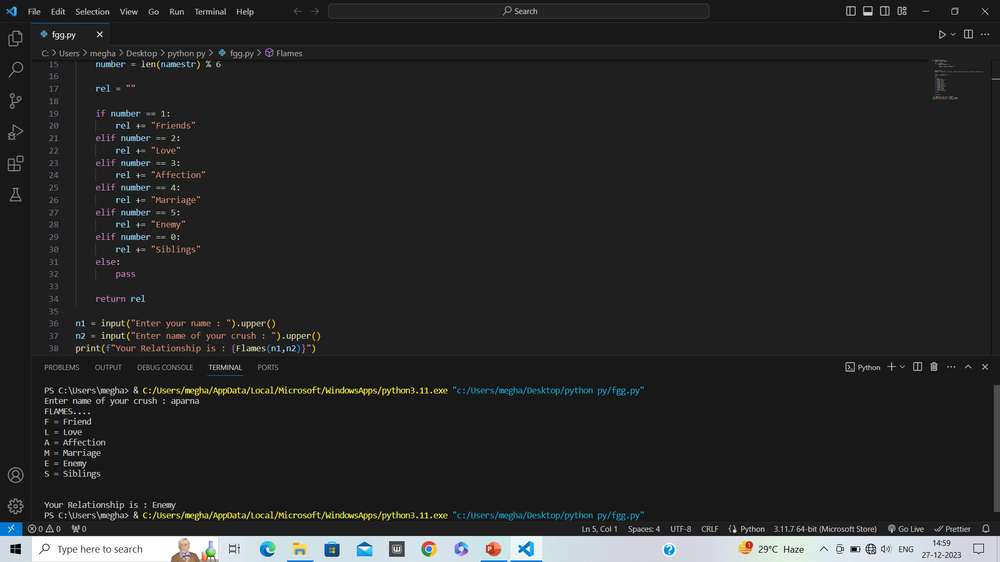 File Edit Selection View Go Run Terminal Help
Search
fgg.py
C: > Users > megha > Desktop > python py > fgg.py > Flames
15 number = len(namestr) % 6
16
17 rel = ""
18
19 if number == 1:
20 rel += "Friends"
21 elif number == 2:
22 rel += "Love"
23 elif number == 3:
24 rel += "Affection"
25 elif number == 4:
26 rel += "Marriage"
27 elif number == 5:
28 rel += "Enemy"
29 elif number == 0:
30 rel += "Siblings"
31 else:
32 pass
33
34 return rel
35
36 n1 = input("Enter your name : ").upper()
37 n2 = input("Enter name of your crush : ").upper()
38 print(f"Your Relationship is : {Flames(n1,n2)}")
PROBLEMS OUTPUT DEBUG CONSOLE TERMINAL PORTS Python
PS C:\Users\megha> & C:/Users/megha/AppData/Local/Microsoft/WindowsApps/python3.11.exe "c:/Users/megha/Desktop/python py/fgg.py"
Enter name of your crush : aparna
FLAMES....
F = Friend
L = Love
A = Affection
M = Marriage
E = Enemy
S = Siblings
Your Relationship is : Enemy
PS C:\Users\megha> & C:/Users/megha/AppData/Local/Microsoft/WindowsApps/python3.11.exe "c:/Users/megha/Desktop/python py/fgg.py"
0 0 0 Ln 5, Col 1 Spaces: 4 UTF-8 CRLF Python 3.11.7 64-bit (Microsoft Store) Go Live Prettier
Type here to search 1 29°C Haze ENG 14:59
27-12-2023